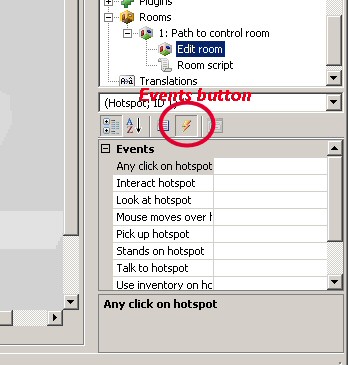 Plugins
Rooms
1: Path to control room
Edit room
Room script
Translations
Events button
(Hotspot; ID
Events
Any click on hotspot
Interact hotspot
Look at hotspot
Mouse moves over h
Pick up hotspot
Stands on hotspot
Talk to hotspot
Use inventory on ho
Any click on hotspot